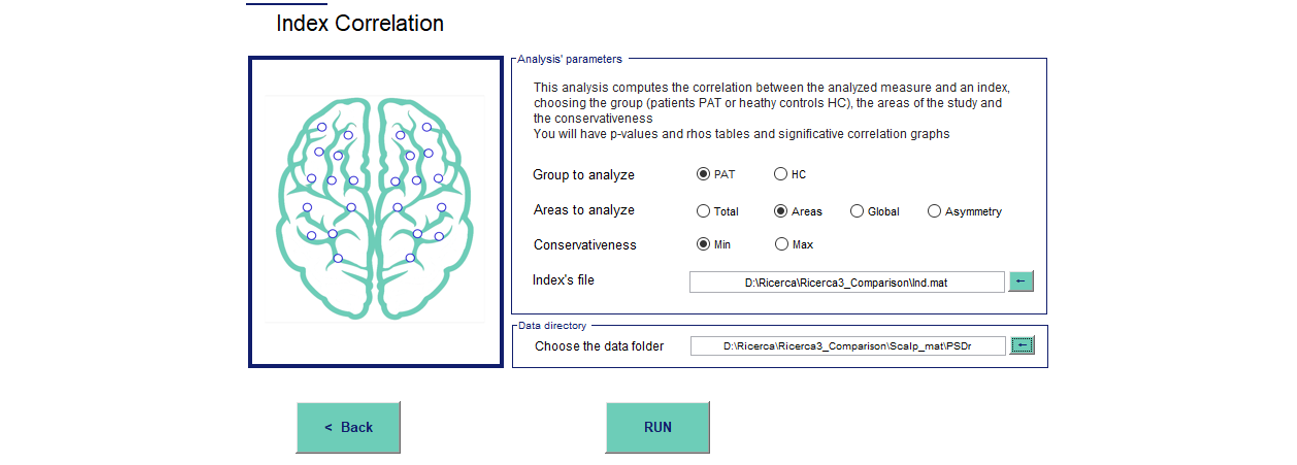 Index Correlation
Analysis' parameters
This analysis computes the correlation between the analyzed measure and an index,
choosing the group (patients PAT or heathy controls HC), the areas of the study and
the conservativeness
You will have p-values and rhos tables and significative correlation graphs
Group to analyze PAT HC
Areas to analyze Total Areas Global Asymmetry
Conservativeness Min Max
Index's file D:\Ricerca\Ricerca3_Comparison\Ind.mat ←
Data directory
Choose the data folder D:\Ricerca\Ricerca3_Comparison\Scalp_mat\PSDr ←
< Back RUN